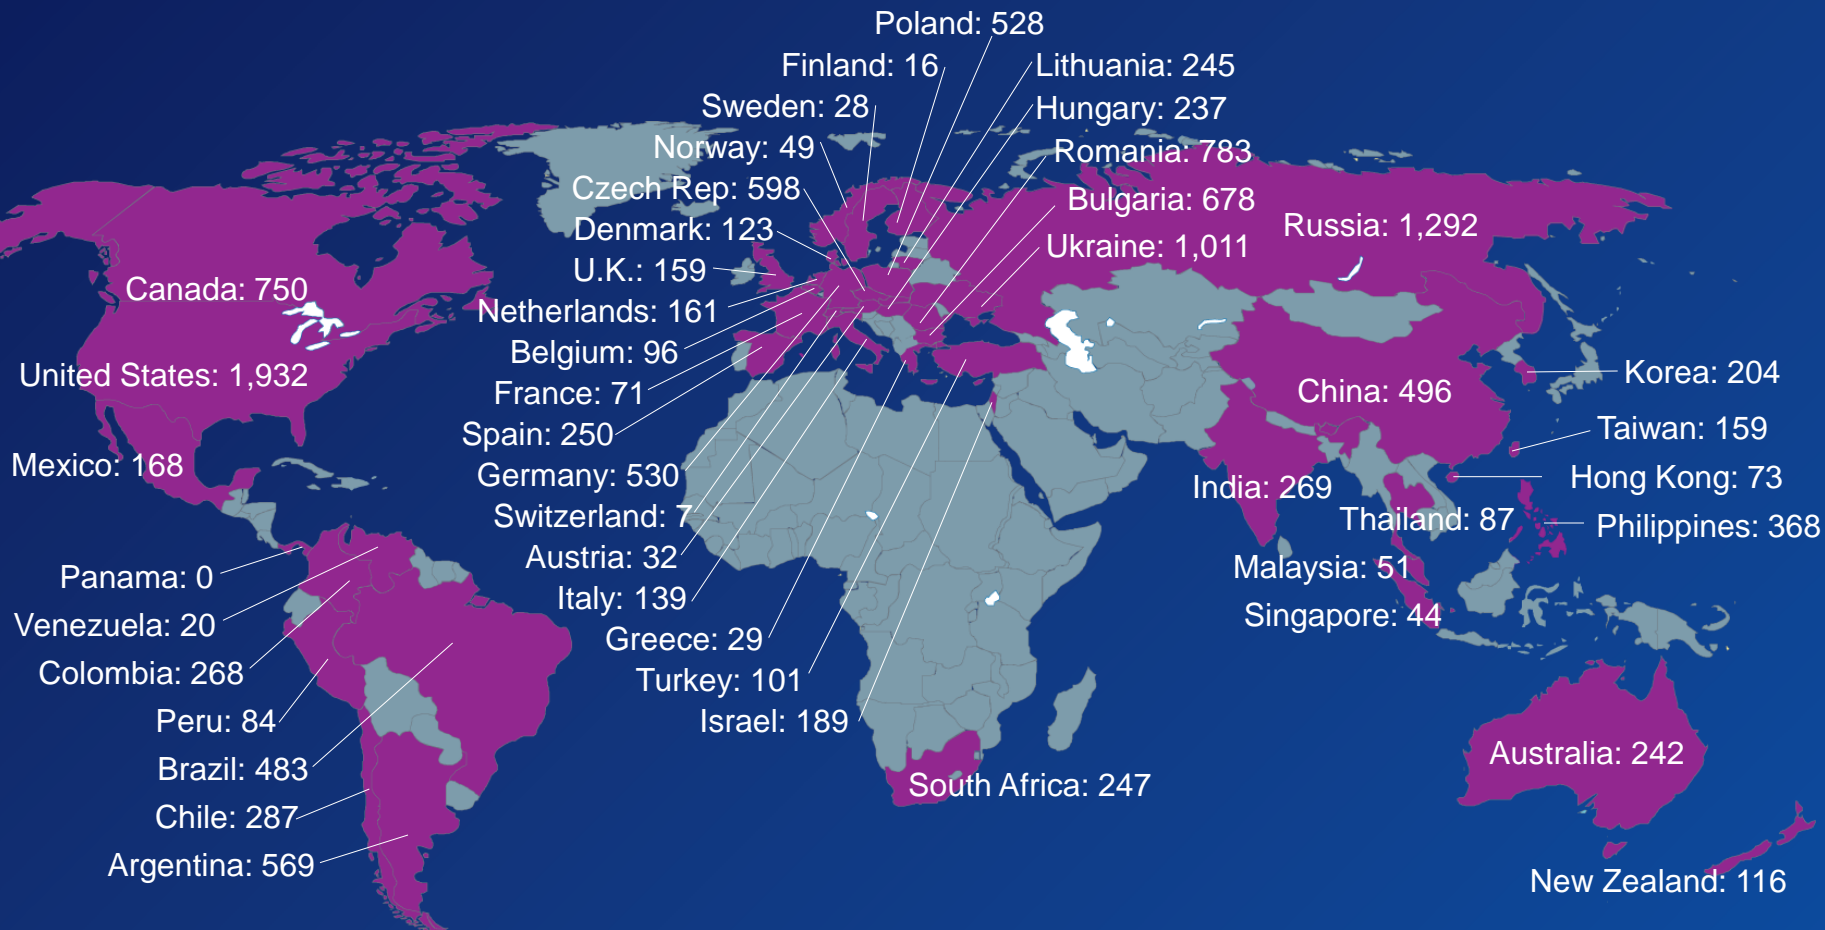 Poland: 528
Finland: 16
Lithuania: 245
Sweden: 28
Hungary: 237
Norway: 49
Romania: 783
Czech Rep: 598
Bulgaria: 678
Denmark: 123
Russia: 1,292
Ukraine: 1,011
U.K.: 159
Canada: 750
Netherlands: 161
Belgium: 96
United States: 1,932
Korea: 204
France: 71
China: 496
Spain: 250
Taiwan: 159
Mexico: 168
Germany: 530
Hong Kong: 73
India: 269
Switzerland: 7
Thailand: 87
Philippines: 368
Austria: 32
Malaysia: 51
Panama: 0
Italy: 139
Singapore: 44
Venezuela: 20
Greece: 29
Colombia: 268
Turkey: 101
Peru: 84
Israel: 189
Australia: 242
Brazil: 483
South Africa: 247
Chile: 287
Argentina: 569
New Zealand: 116